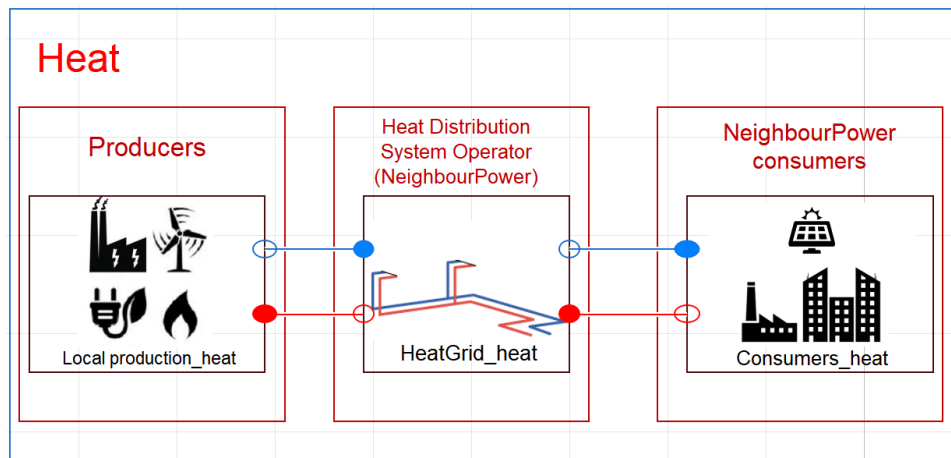 Heat
Producers
Local production_heat
Heat Distribution
System Operator
(NeighbourPower)
HeatGrid_heat
NeighbourPower
consumers
Consumers_heat